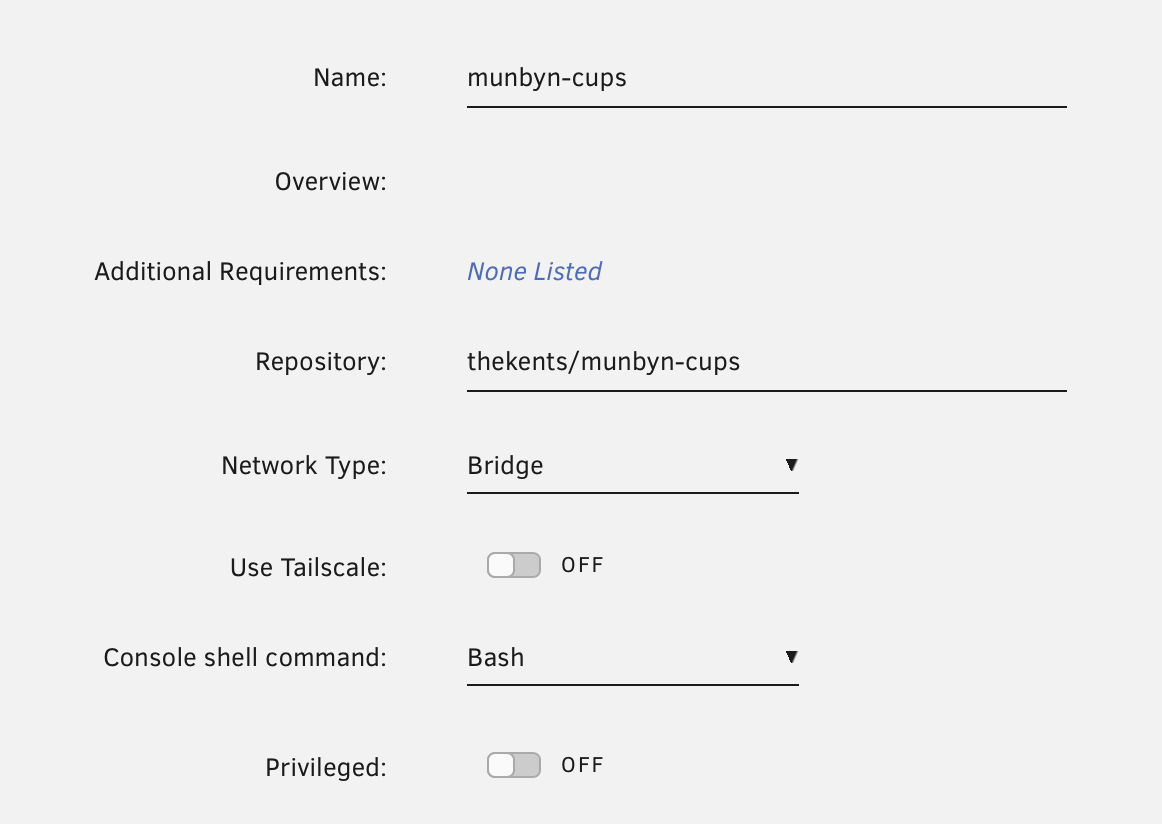 Name: munbyn-cups
Overview:
Additional Requirements: None Listed
Repository: thekents/munbyn-cups
Network Type: Bridge
Use Tailscale: OFF
Console shell command: Bash
Privileged: OFF